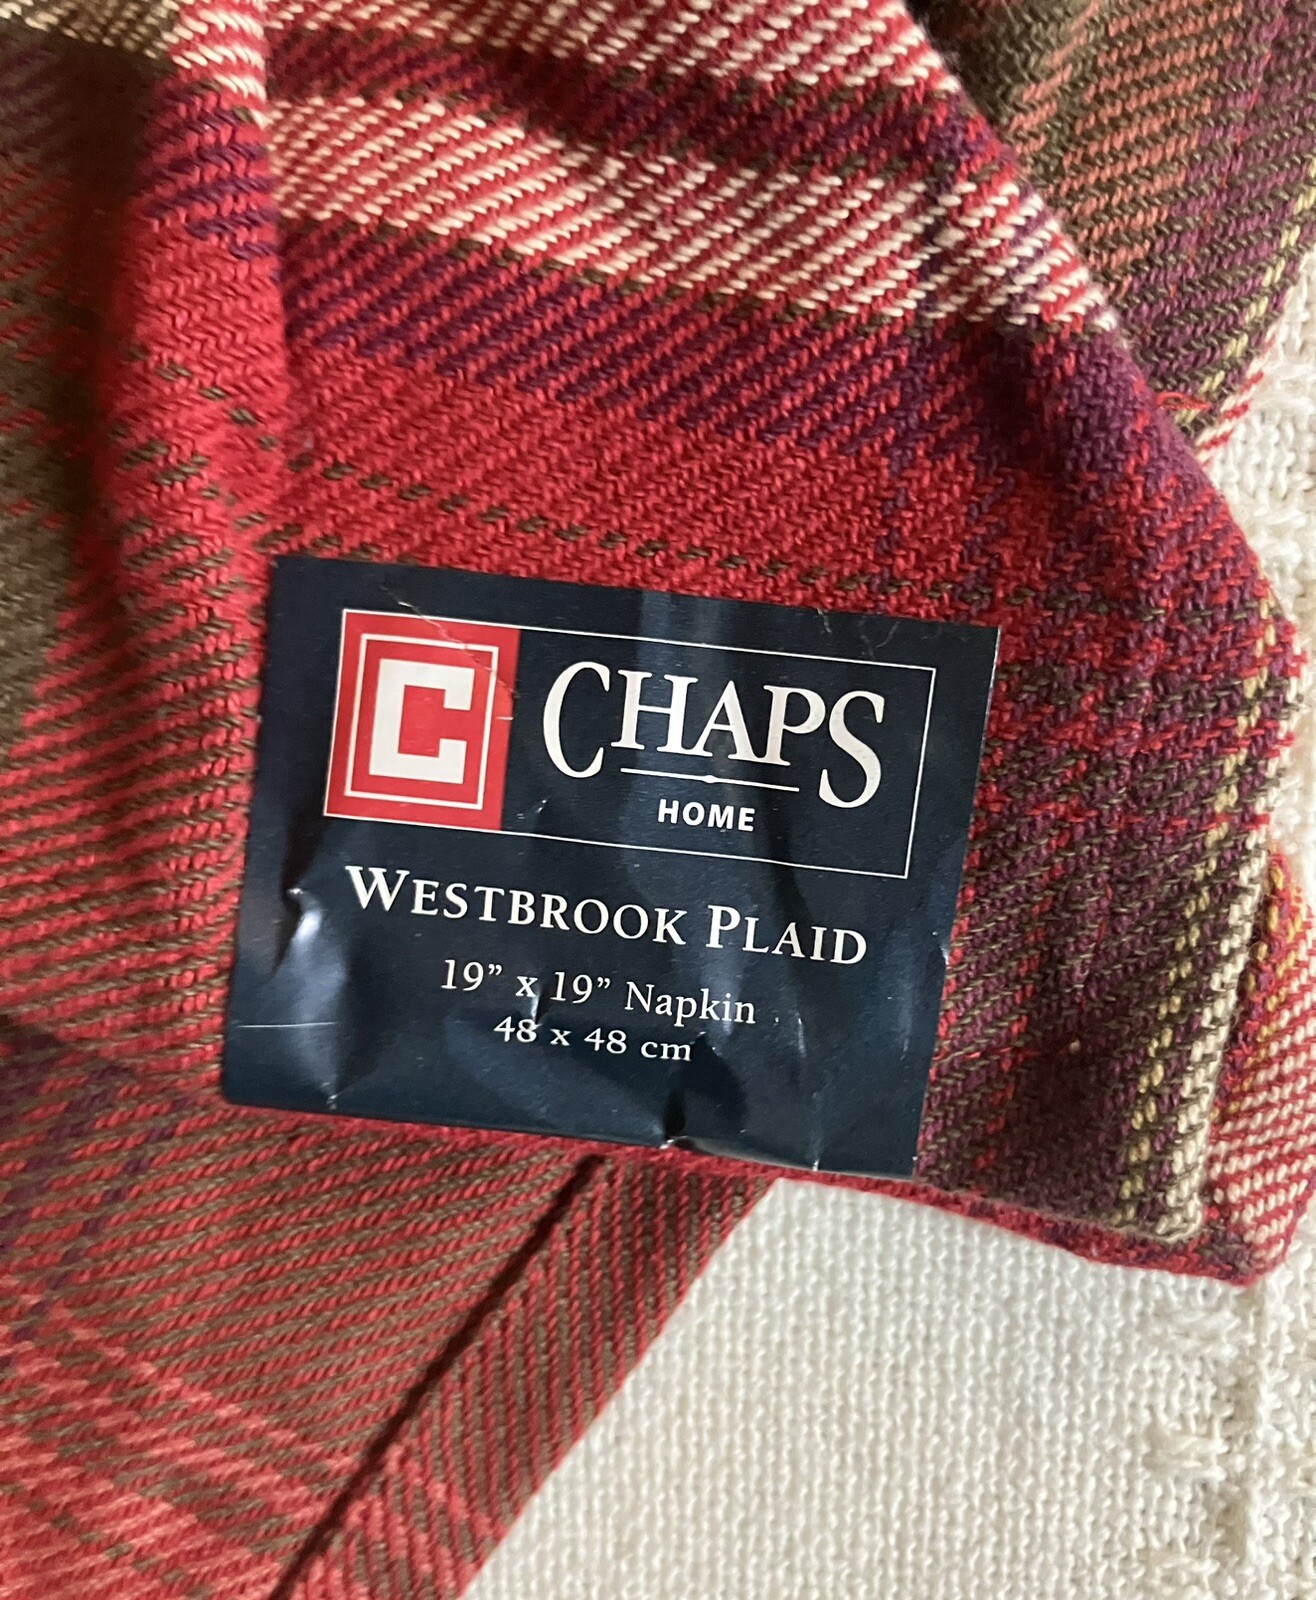 C
CHAPS
HOME
WESTBROOK PLAID
19” x 19” Napkin
48 x 48 cm